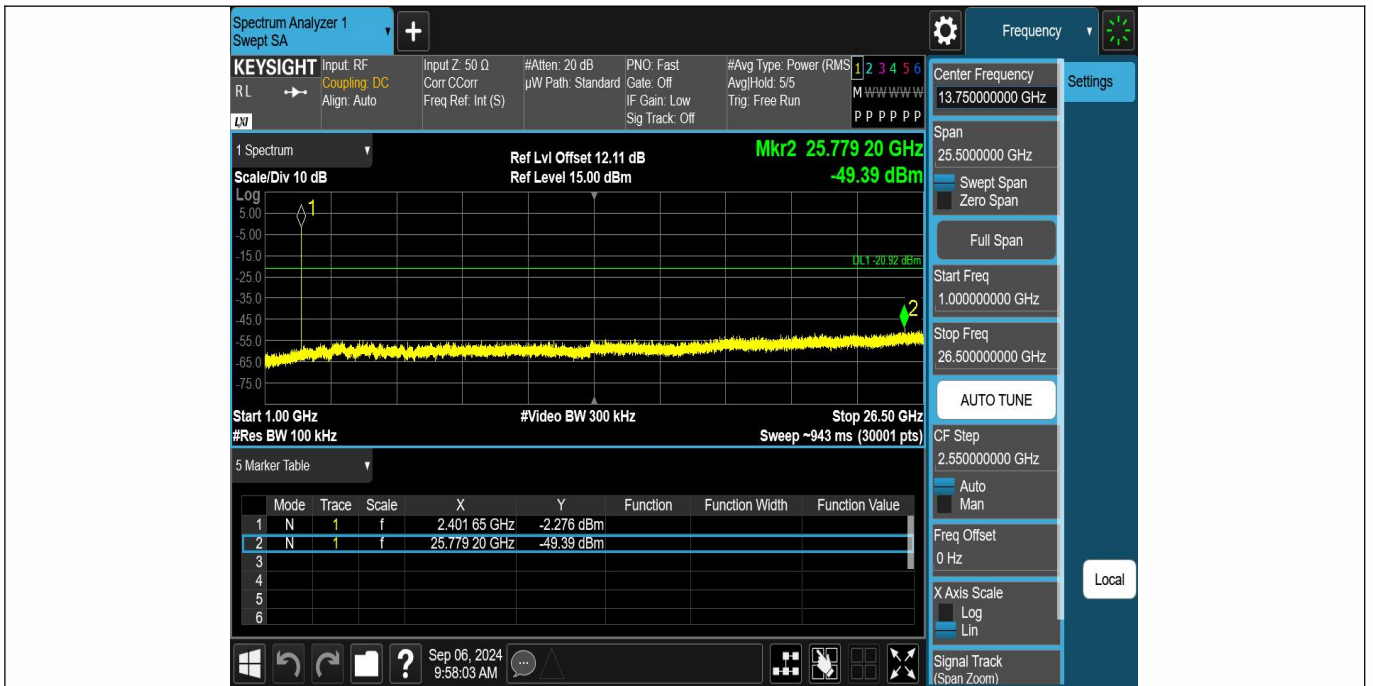 Spectrum Analyzer 1
Swept SA
+
Frequency
KEYSIGHT
RL
LXI
Input: RF
Coupling: DC
Align: Auto
Input Z: 50 Ω
Corr CCorr
Freq Ref: Int (S)
#Atten: 20 dB
µW Path: Standard
PNO: Fast
Gate: Off
IF Gain: Low
Sig Track: Off
#Avg Type: Power (RMS
Avg|Hold: 5/5
Trig: Free Run
1 2 3 4 5 6
M W W W W W
P P P P P P
1 Spectrum
Scale/Div 10 dB
Ref Lvl Offset 12.11 dB
Ref Level 15.00 dBm
Mkr2 25.779 20 GHz
-49.39 dBm
Log
5.00
-5.00
-15.0
-25.0
-35.0
-45.0
-55.0
-65.0
-75.0
1
DL1 -20.92 dBm
2
Start 1.00 GHz
#Video BW 300 kHz
Stop 26.50 GHz
#Res BW 100 kHz
Sweep ~943 ms (30001 pts)
5 Marker Table
Mode Trace Scale X Y Function Function Width Function Value
1 N 1 f 2.401 65 GHz -2.276 dBm
2 N 1 f 25.779 20 GHz -49.39 dBm
3
4
5
6
?
Sep 06, 2024
9:58:03 AM
Center Frequency
13.750000000 GHz
Settings
Span
25.5000000 GHz
Swept Span
Zero Span
Full Span
Start Freq
1.000000000 GHz
Stop Freq
26.500000000 GHz
AUTO TUNE
CF Step
2.550000000 GHz
Auto
Man
Freq Offset
0 Hz
Local
X Axis Scale
Log
Lin
Signal Track
(Span Zoom)